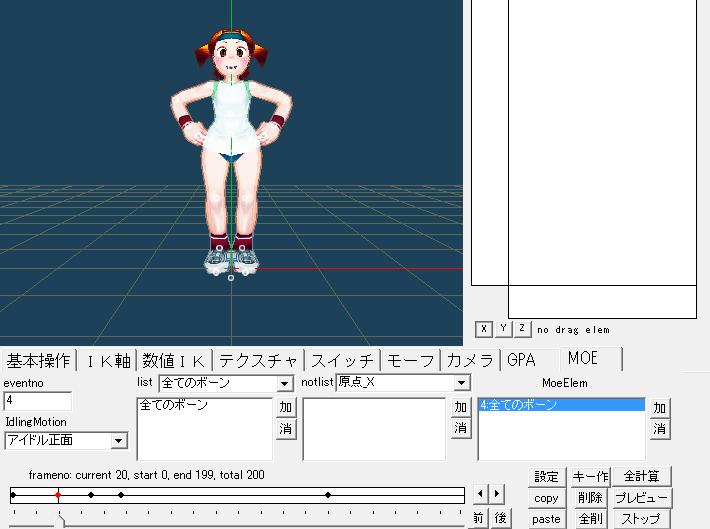 X Y Z no drag elem
基本操作 ＩＫ軸 数値ＩＫ テクスチャ スイッチ モーフ カメラ GPA MOE
eventno
4
IdlingMotion
アイドル正面
list 全てのボーン
全てのボーン
加
消
notlist 原点_X
加
消
MoeElem
4:全てのボーン
加
消
frameno: current 20, start 0, end 199, total 200
前 後
設定 キー作 全計算
copy 削除 プレビュー
paste 全削 ストップ